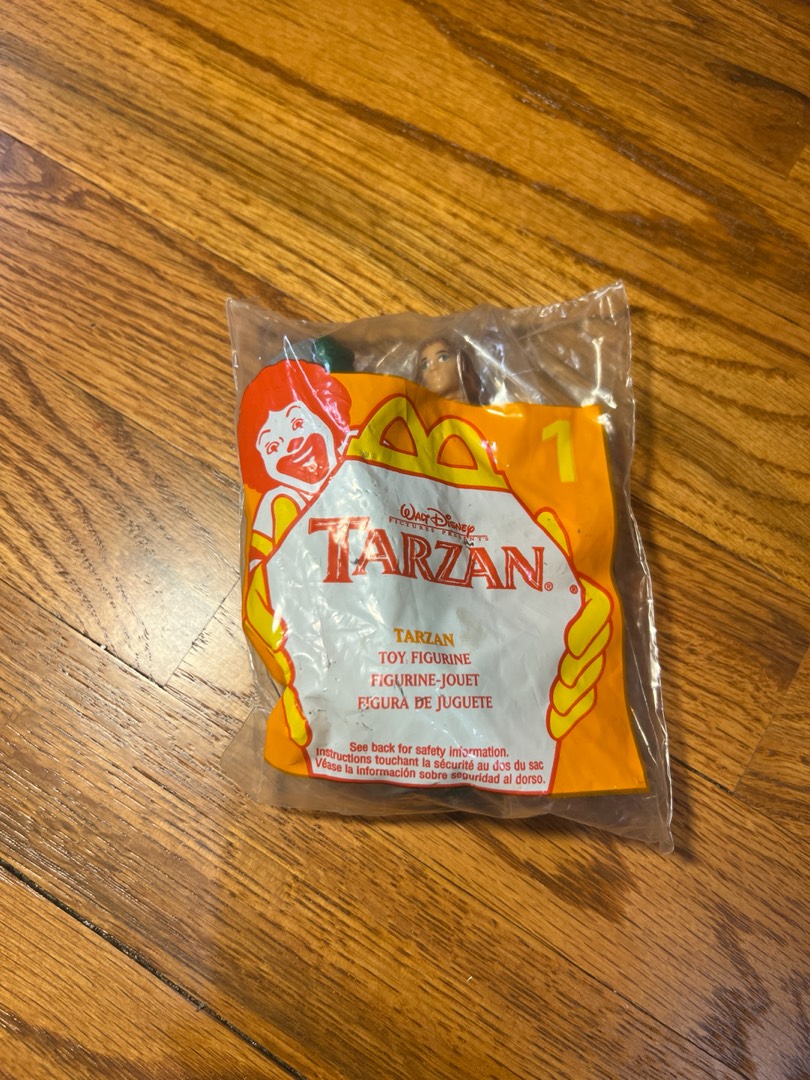 1
WALT DISNEY
PICTURES PRESENTS
TARZAN®
TARZAN
TOY FIGURINE
FIGURINE-JOUET
FIGURA DE JUGUETE
See back for safety information.
Instructions touchant la sécurité au dos du sac
Véase la información sobre seguridad al dorso.